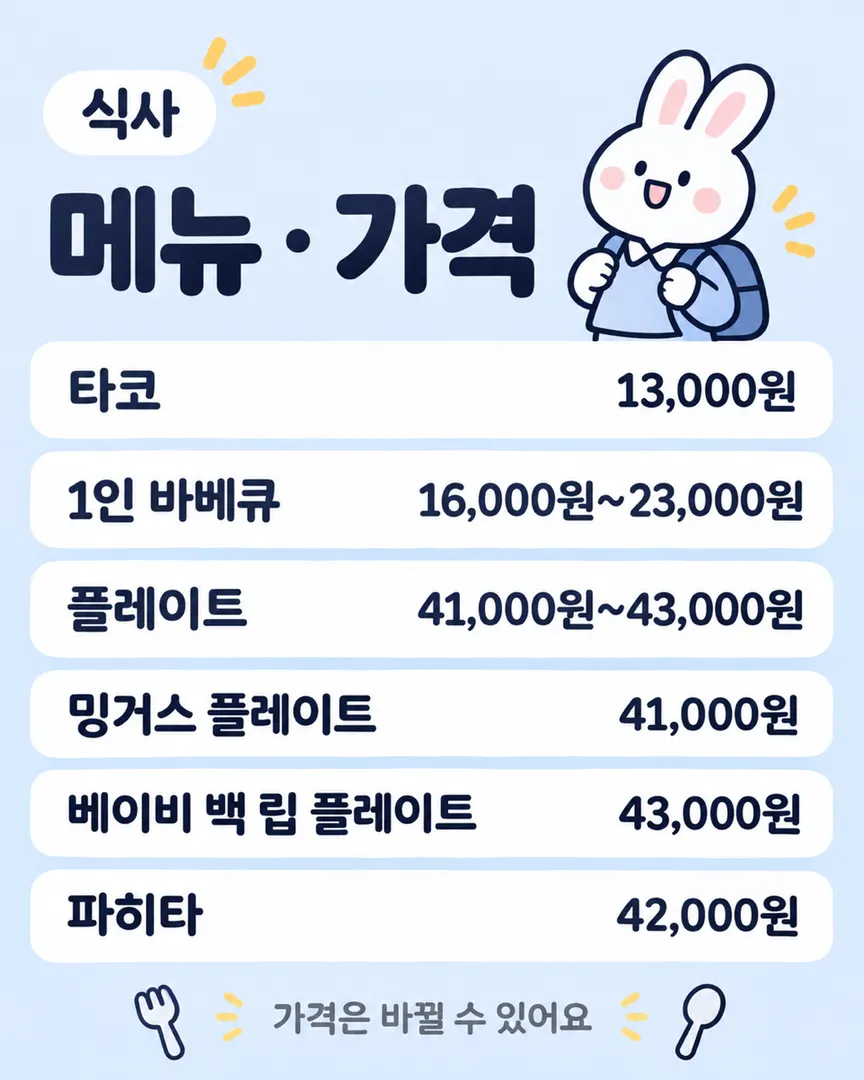 식사
메뉴·가격
타코 13,000원
1인 바베큐 16,000원~23,000원
플레이트 41,000원~43,000원
밍거스 플레이트 41,000원
베이비 백 립 플레이트 43,000원
파히타 42,000원
가격은 바뀔 수 있어요